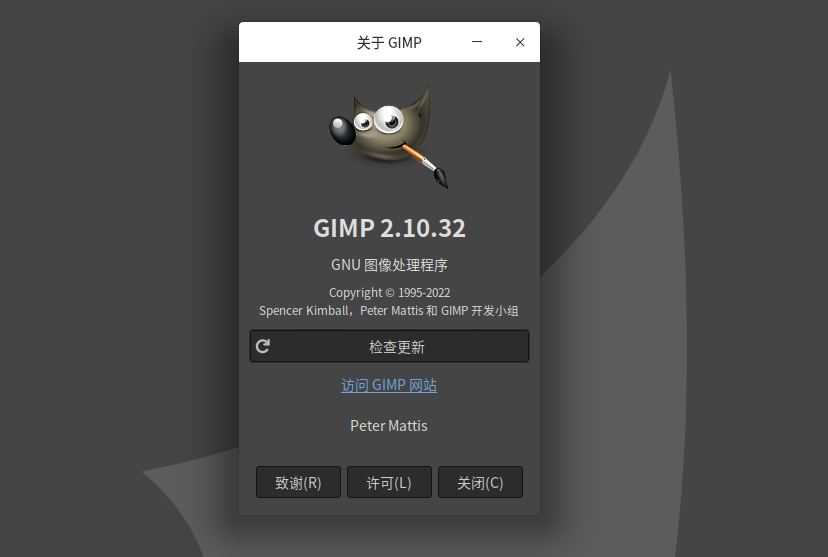 关于 GIMP
GIMP 2.10.32
GNU 图像处理程序
Copyright © 1995-2022
Spencer Kimball，Peter Mattis 和 GIMP 开发小组
检查更新
访问 GIMP 网站
Peter Mattis
致谢(R) 许可(L) 关闭(C)